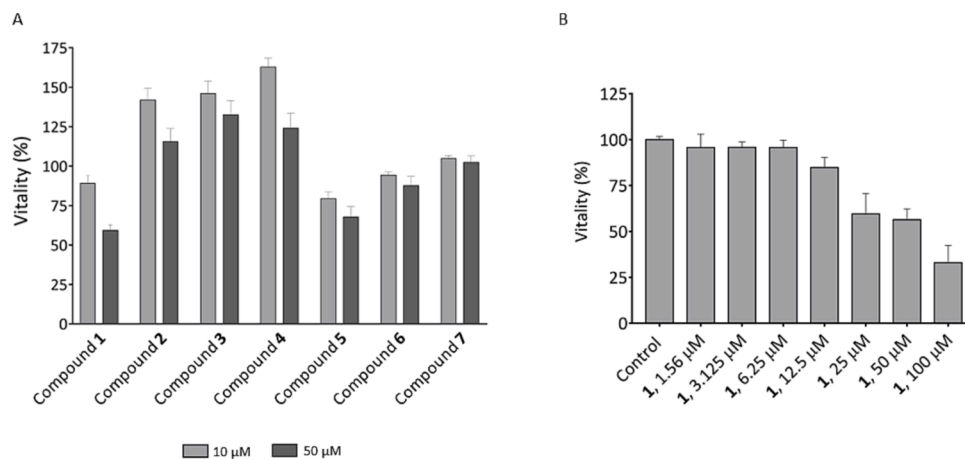 A
Vitality (%)
175
150
125
100
75
50
25
0
Compound 1
Compound 2
Compound 3
Compound 4
Compound 5
Compound 6
Compound 7
10 µM
50 µM
B
Vitality (%)
125
100
75
50
25
0
Control
1, 1.56 µM
1, 3.125 µM
1, 6.25 µM
1, 12.5 µM
1, 25 µM
1, 50 µM
1, 100 µM